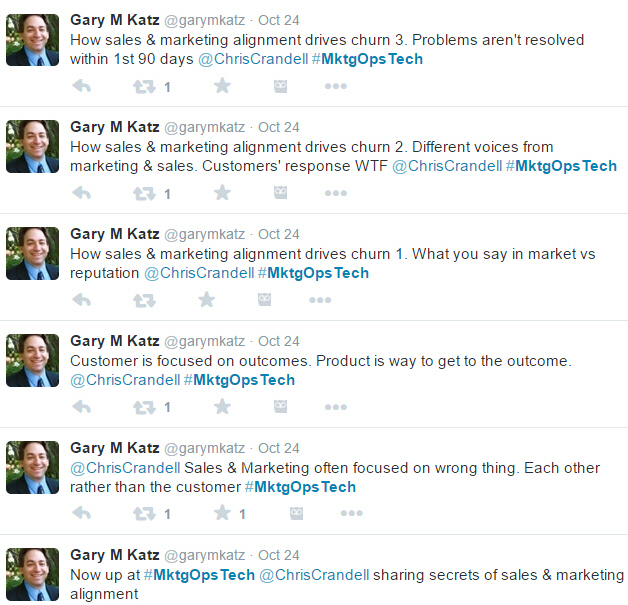 Gary M Katz @garymkatz · Oct 24
How sales & marketing alignment drives churn 3. Problems aren't resolved
within 1st 90 days @ChrisCrandell #MktgOpsTech
1
Gary M Katz @garymkatz · Oct 24
How sales & marketing alignment drives churn 2. Different voices from
marketing & sales. Customers' response WTF @ChrisCrandell #MktgOpsTech
1
Gary M Katz @garymkatz · Oct 24
How sales & marketing alignment drives churn 1. What you say in market vs
reputation @ChrisCrandell #MktgOpsTech
Gary M Katz @garymkatz · Oct 24
Customer is focused on outcomes. Product is way to get to the outcome.
@ChrisCrandell #MktgOpsTech
1
Gary M Katz @garymkatz · Oct 24
@ChrisCrandell Sales & Marketing often focused on wrong thing. Each other
rather than the customer #MktgOpsTech
1 1
Gary M Katz @garymkatz · Oct 24
Now up at #MktgOpsTech @ChrisCrandell sharing secrets of sales & marketing
alignment